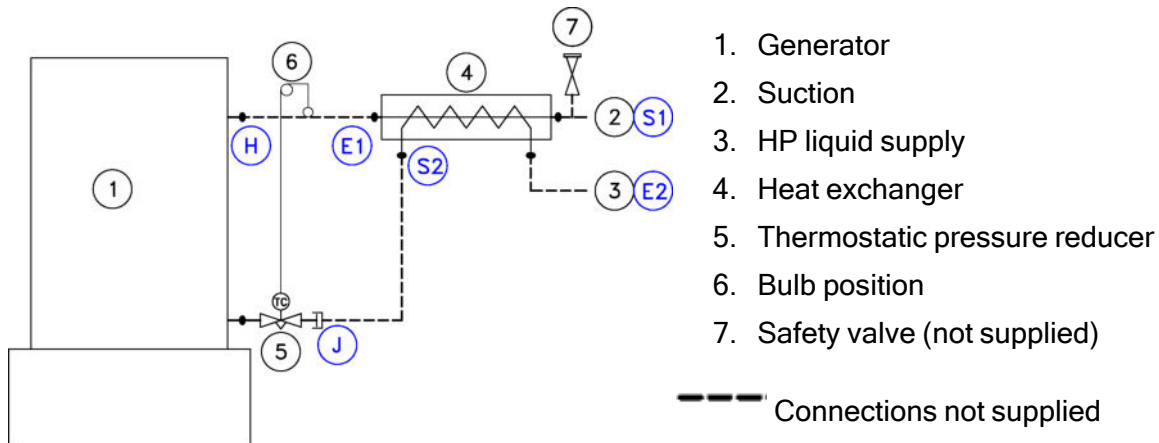 7
6
4
2 S1
H
E1
S2
1
3 E2
TC
5
J
1. Generator
2. Suction
3. HP liquid supply
4. Heat exchanger
5. Thermostatic pressure reducer
6. Bulb position
7. Safety valve (not supplied)
Connections not supplied